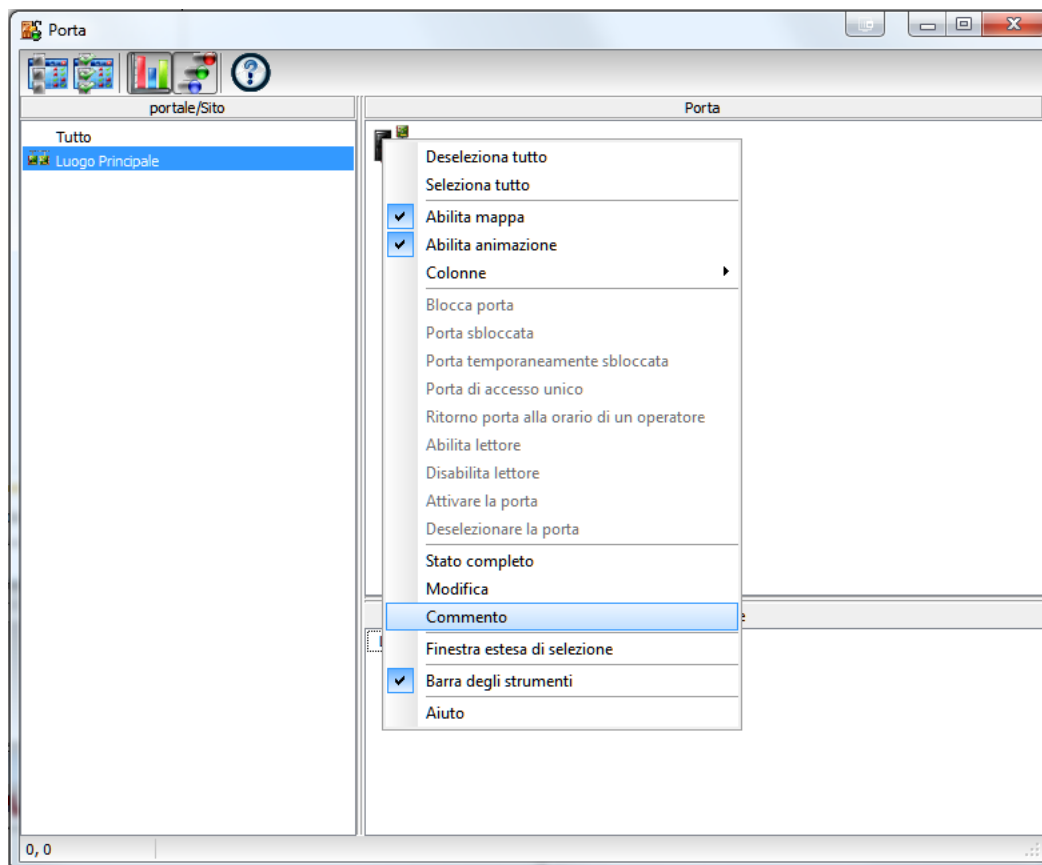 Porta
portale/Sito
Porta
Tutto
Luogo Principale
Deseleziona tutto
Seleziona tutto
Abilita mappa
Abilita animazione
Colonne
Blocca porta
Porta sbloccata
Porta temporaneamente sbloccata
Porta di accesso unico
Ritorno porta alla orario di un operatore
Abilita lettore
Disabilita lettore
Attivare la porta
Deselezionare la porta
Stato completo
Modifica
Commento
Finestra estesa di selezione
Barra degli strumenti
Aiuto
0, 0